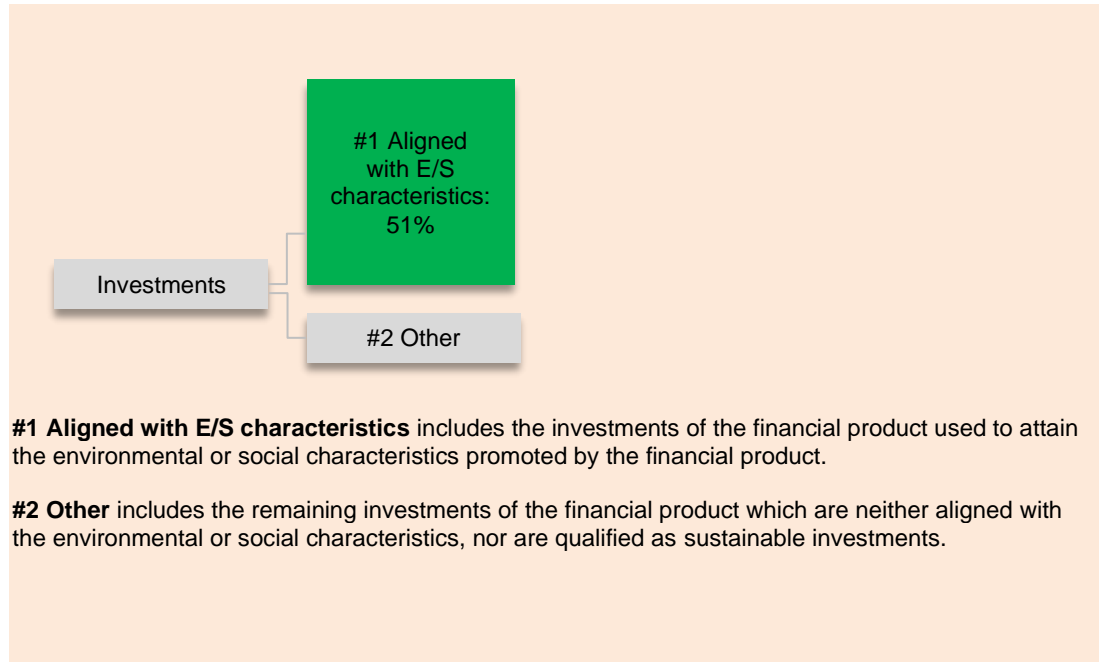 #1 Aligned
with E/S
characteristics:
51%
Investments
#2 Other
#1 Aligned with E/S characteristics includes the investments of the financial product used to attain
the environmental or social characteristics promoted by the financial product.
#2 Other includes the remaining investments of the financial product which are neither aligned with
the environmental or social characteristics, nor are qualified as sustainable investments.